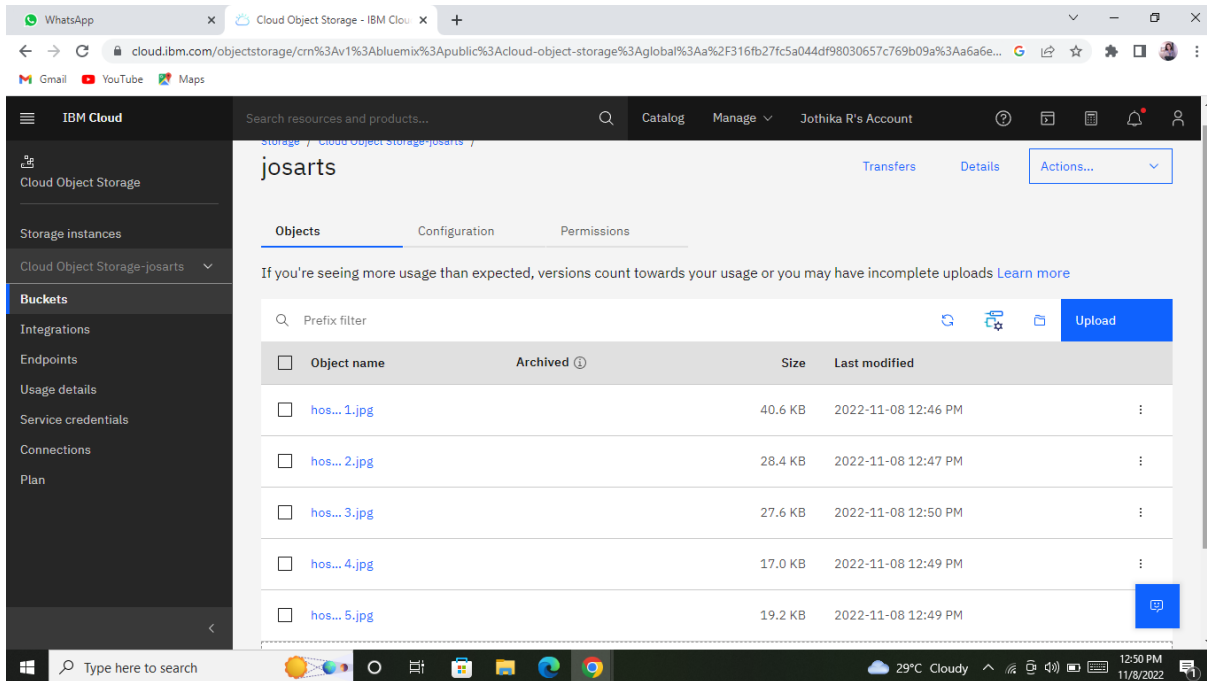 WhatsApp
Cloud Object Storage - IBM Clou
cloud.ibm.com/objectstorage/crn%3Av1%3Abluemix%3Apublic%3Acloud-object-storage%3Aglobal%3Aa%2F316fb27fc5a044df98030657c769b09a%3Aa6a6e...
Gmail YouTube Maps
IBM Cloud
Search resources and products...
Catalog
Manage
Jothika R's Account
Cloud Object Storage
Storage instances
Cloud Object Storage-josarts
Buckets
Integrations
Endpoints
Usage details
Service credentials
Connections
Plan
Storage / Cloud Object Storage-josarts /
josarts
Transfers
Details
Actions...
Objects
Configuration
Permissions
If you're seeing more usage than expected, versions count towards your usage or you may have incomplete uploads Learn more
Prefix filter
Upload
Object name Archived Size Last modified
hos... 1.jpg 40.6 KB 2022-11-08 12:46 PM
hos... 2.jpg 28.4 KB 2022-11-08 12:47 PM
hos... 3.jpg 27.6 KB 2022-11-08 12:50 PM
hos... 4.jpg 17.0 KB 2022-11-08 12:49 PM
hos... 5.jpg 19.2 KB 2022-11-08 12:49 PM
Type here to search
29°C Cloudy
12:50 PM
11/8/2022
1